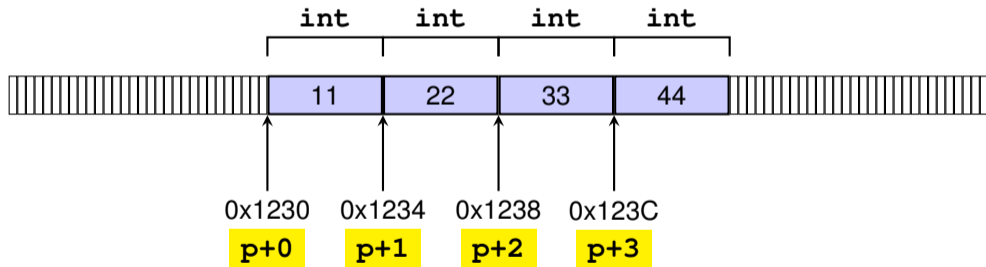 int int int int
11 22 33 44
0x1230 0x1234 0x1238 0x123C
p+0 p+1 p+2 p+3